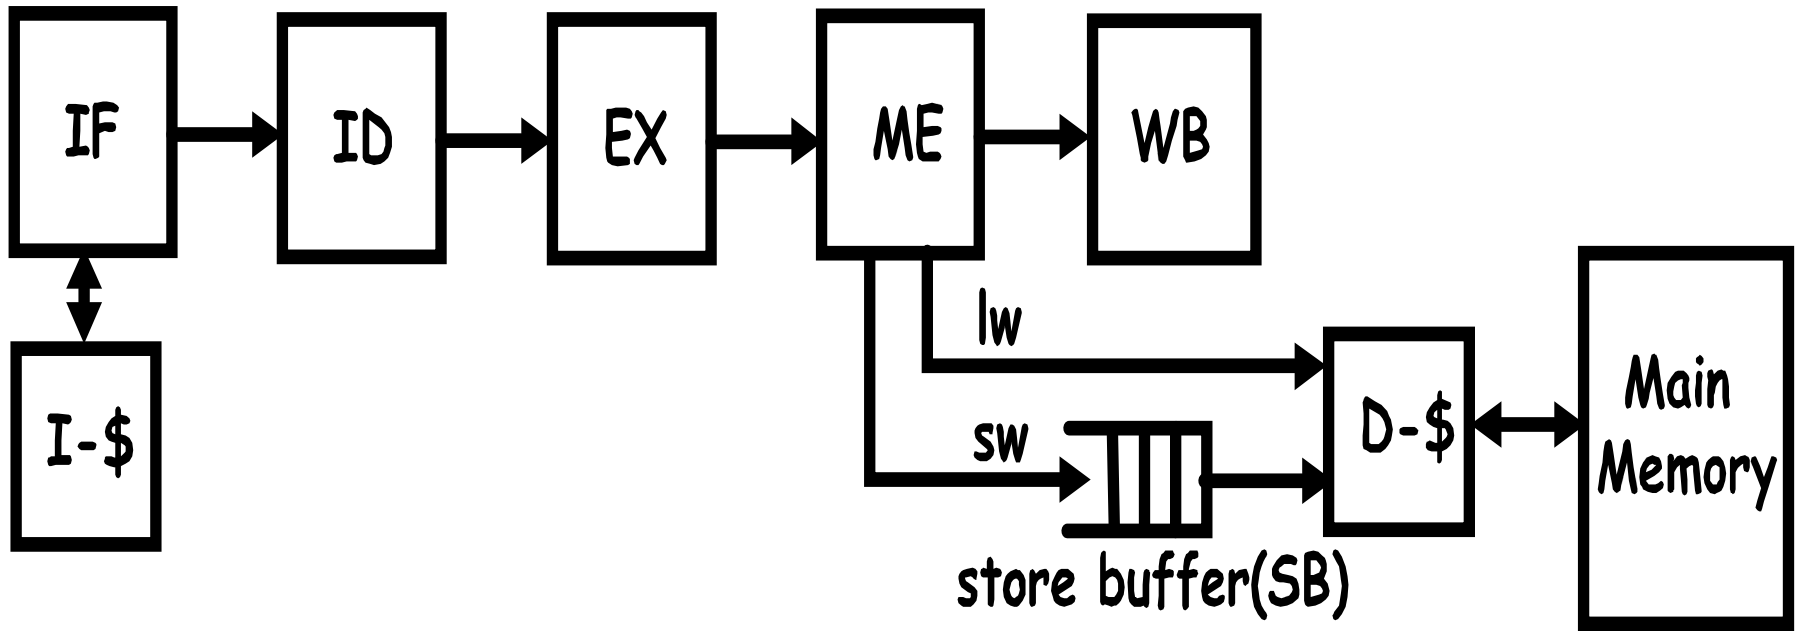 IF
ID
EX
ME
WB
lw
I-$
sw
D-$
Main
Memory
store buffer(SB)